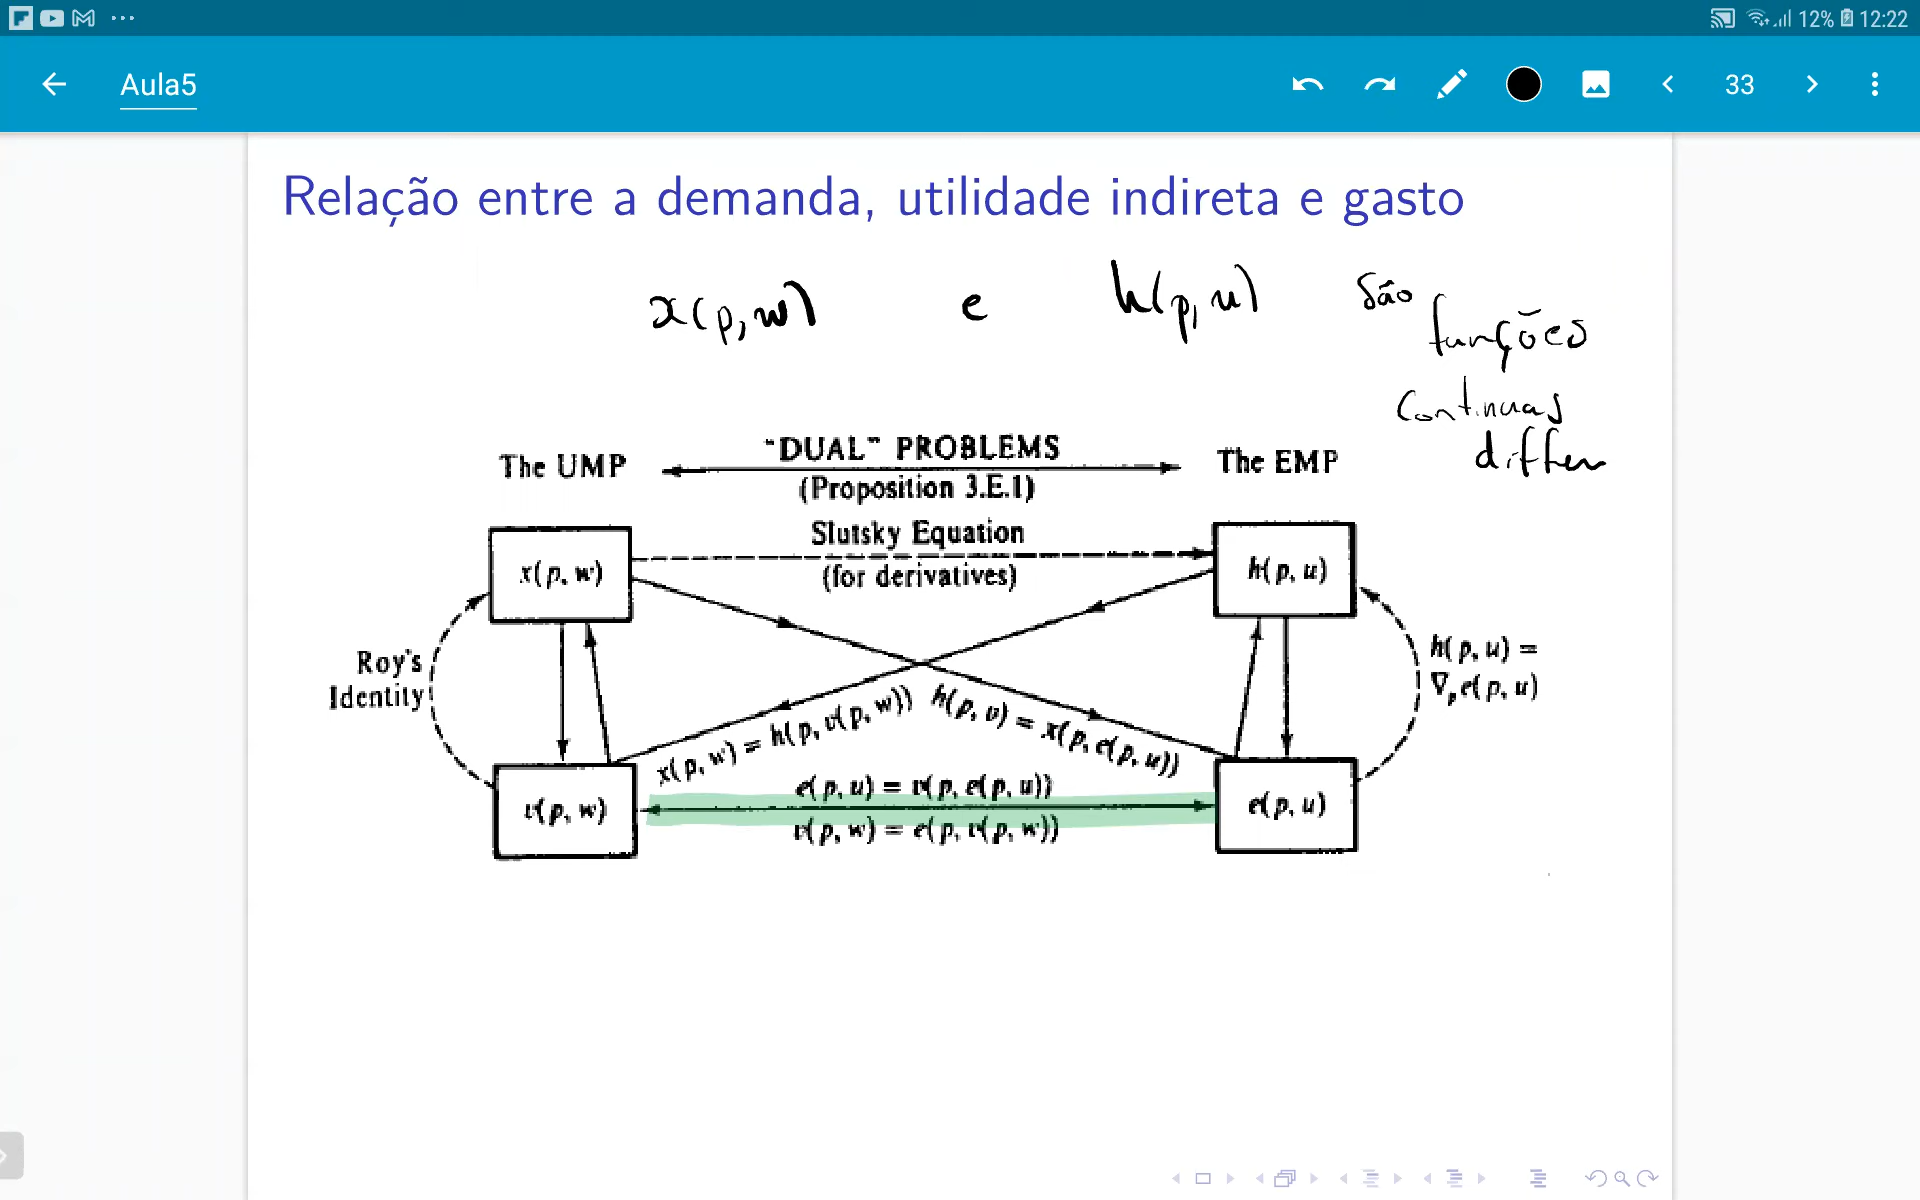 12% 12:22
Aula5
33
Relação entre a demanda, utilidade indireta e gasto
x(p, w) e h(p, u) são
funções
continuas
differ
"DUAL" PROBLEMS
The UMP The EMP
(Proposition 3.E.1)
Slutsky Equation
x(p, w) h(p, u)
(for derivatives)
Roy's
Identity
h(p, u) =
∇ₚe(p, u)
x(p, w) = h(p, v(p, w))
h(p, u) = x(p, e(p, u))
e(p, u) = v(p, e(p, u))
v(p, w) e(p, u)
v(p, w) = e(p, v(p, w))